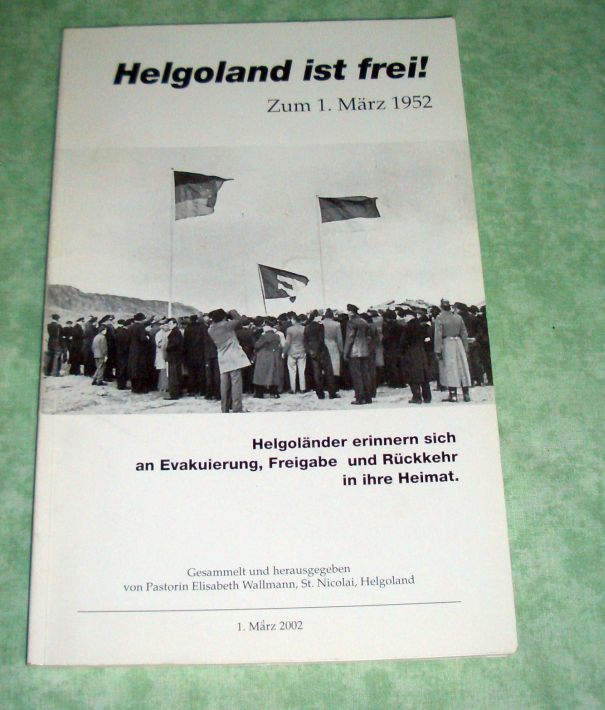 Helgoland ist frei!
Zum 1. März 1952
Helgoländer erinnern sich
an Evakuierung, Freigabe und Rückkehr
in ihre Heimat.
Gesammelt und herausgegeben
von Pastorin Elisabeth Wallmann, St. Nicolai, Helgoland
1. März 2002